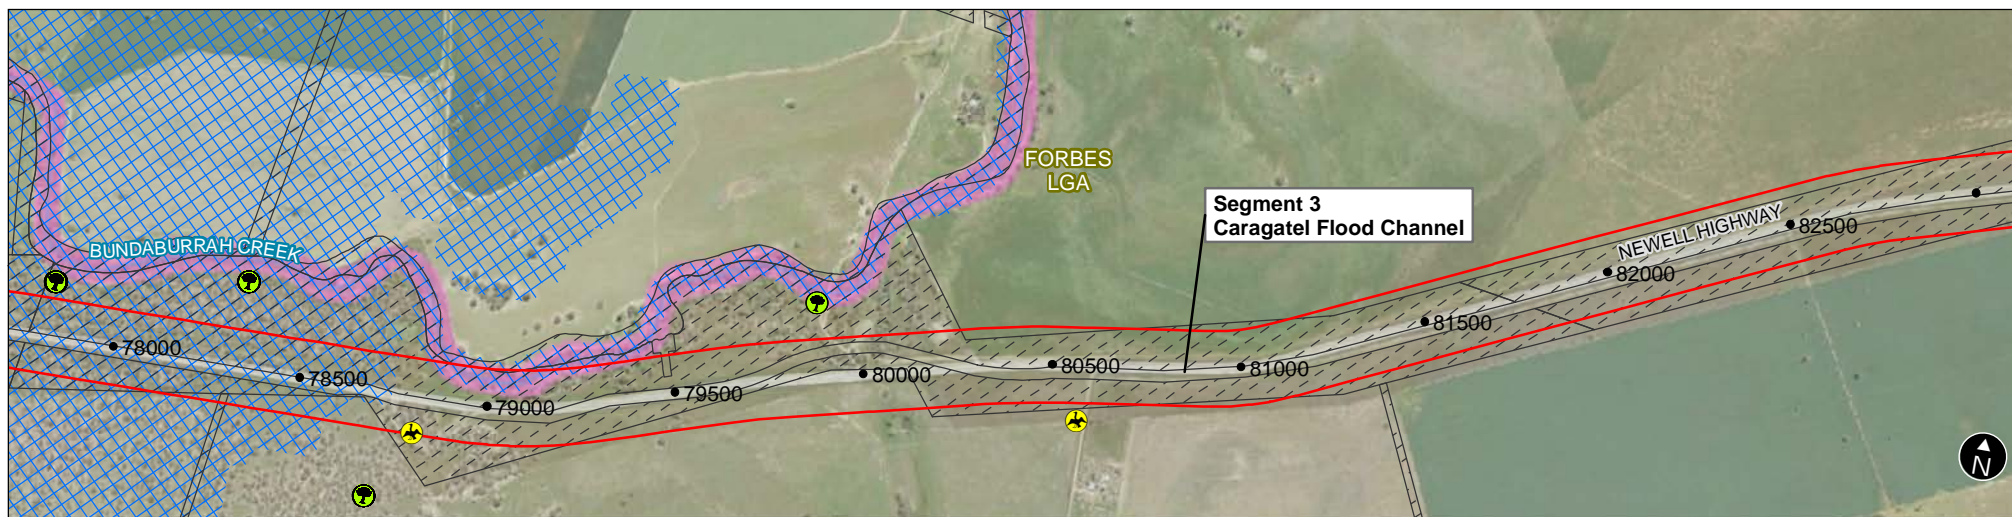 FORBES
LGA
Segment 3
Caragatel Flood Channel
NEWELL HIGHWAY
BUNDABURRAH CREEK
78000
78500
79000
79500
80000
80500
81000
81500
82000
82500
N